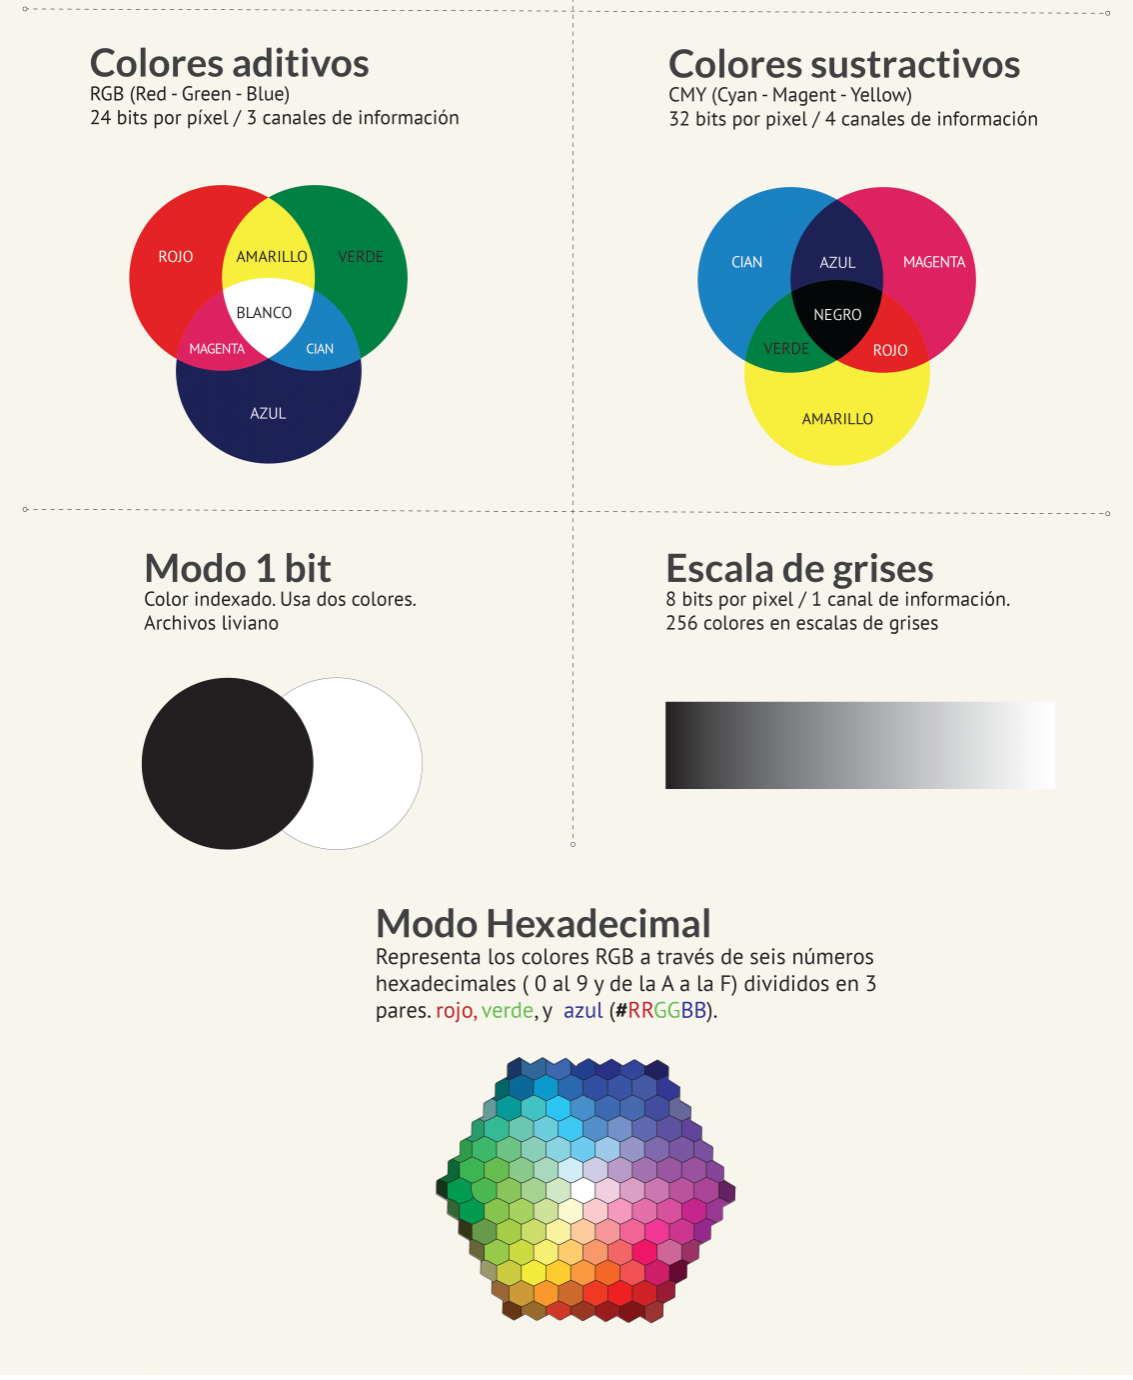 Colores aditivos
RGB (Red - Green - Blue)
24 bits por píxel / 3 canales de información
ROJO
AMARILLO
VERDE
BLANCO
MAGENTA
CIAN
AZUL
Colores sustractivos
CMY (Cyan - Magent - Yellow)
32 bits por pixel / 4 canales de información
CIAN
AZUL
MAGENTA
NEGRO
VERDE
ROJO
AMARILLO
Modo 1 bit
Color indexado. Usa dos colores.
Archivos liviano
Escala de grises
8 bits por pixel / 1 canal de información.
256 colores en escalas de grises
Modo Hexadecimal
Representa los colores RGB a través de seis números
hexadecimales ( 0 al 9 y de la A a la F) divididos en 3
pares. rojo, verde, y azul (#RRGGBB).